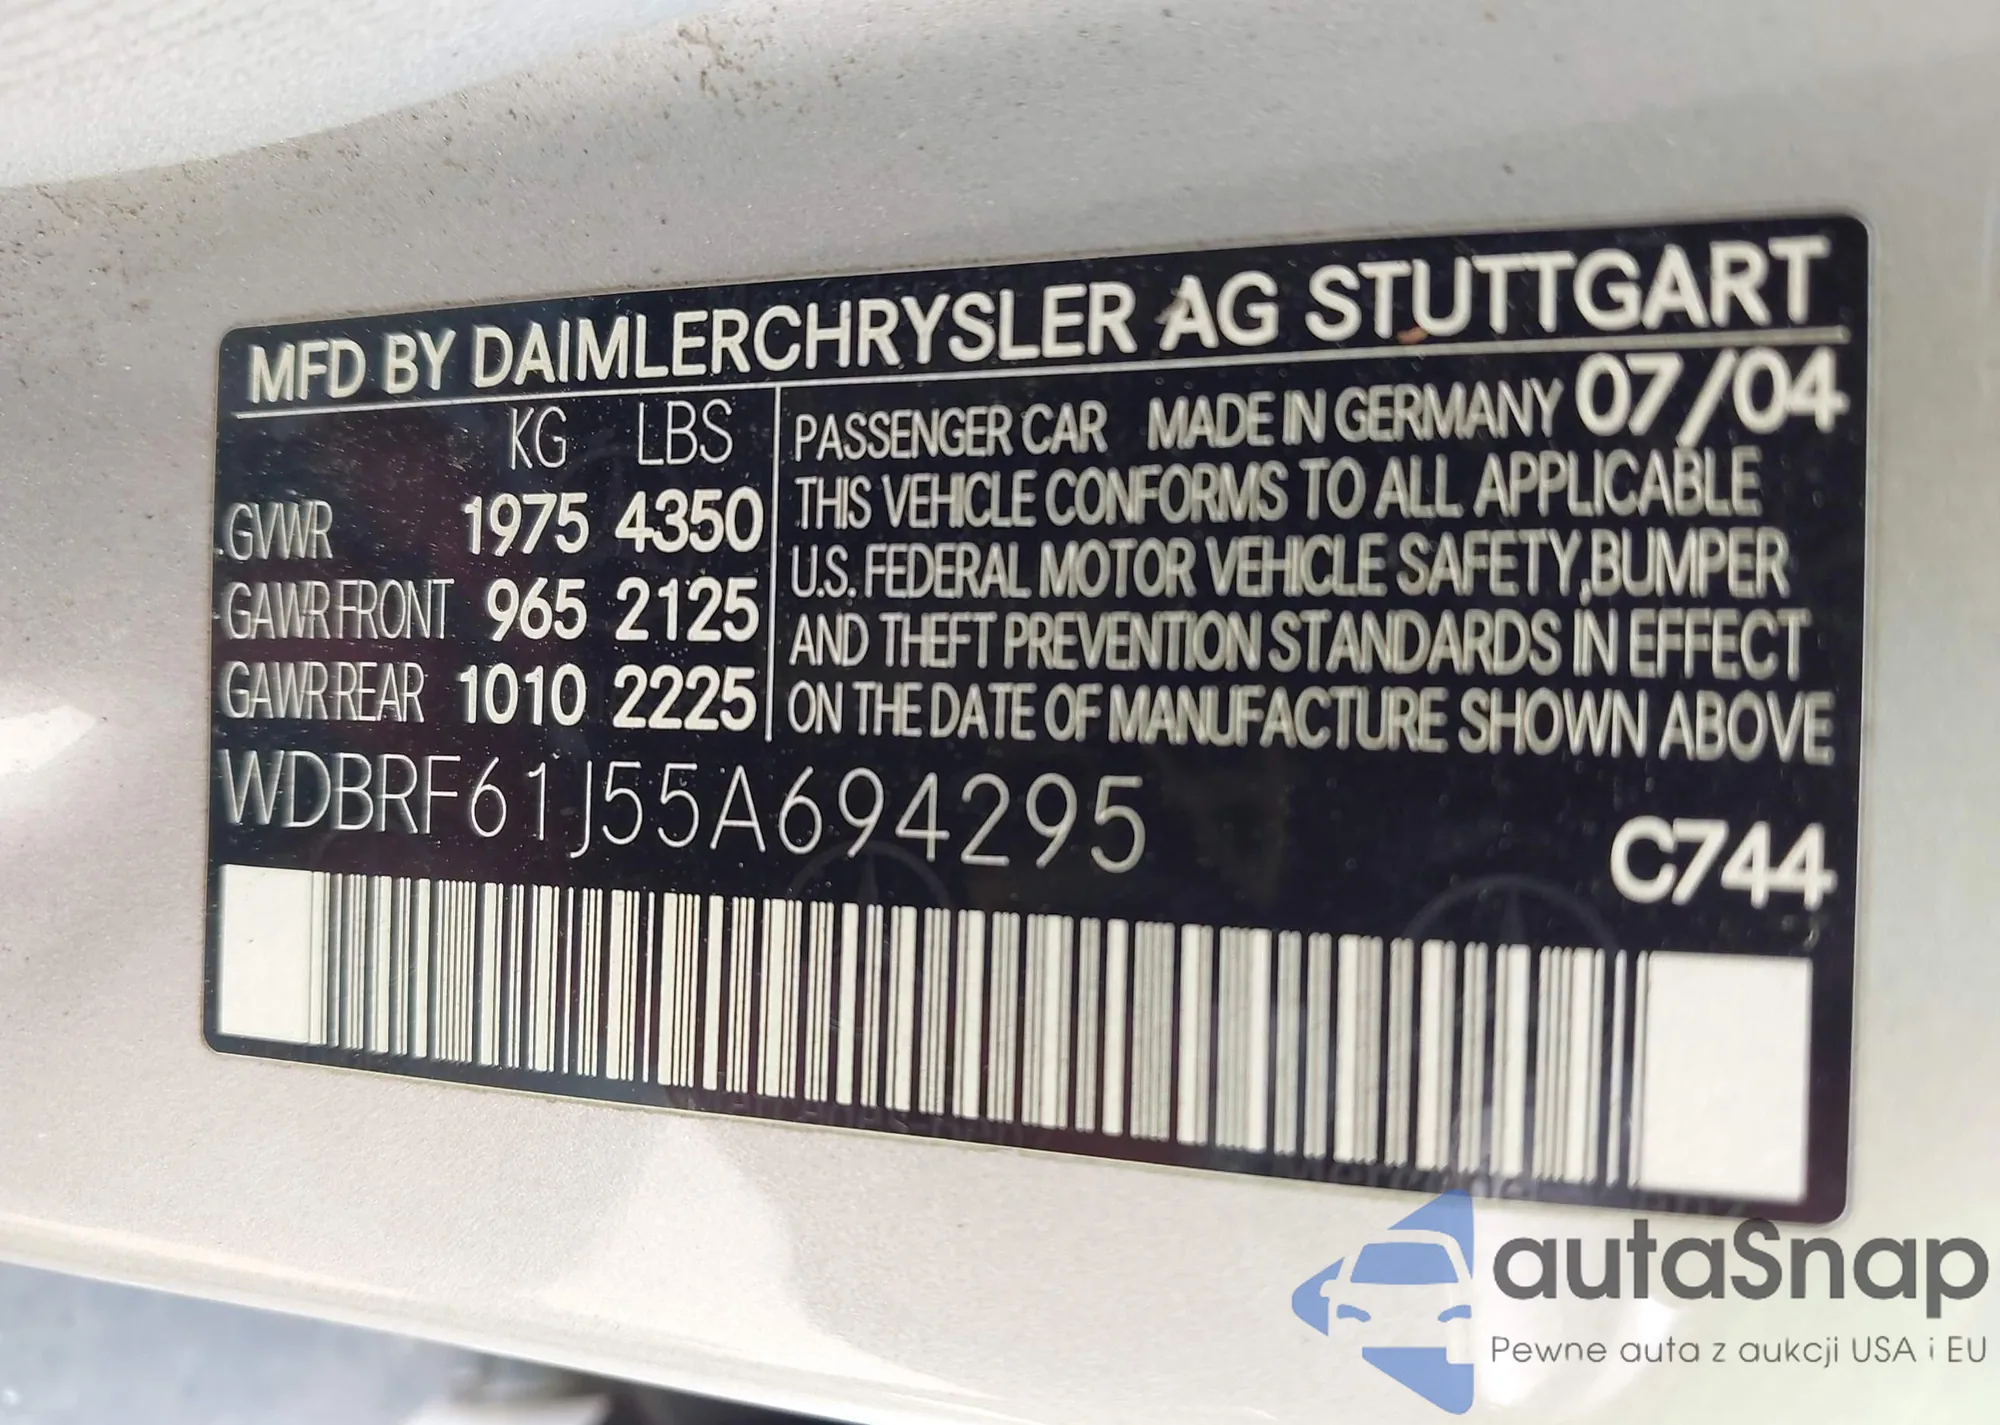 MFD BY DAIMLERCHRYSLER AG STUTTGART
KG LBS
GVWR 1975 4350
GAWR FRONT 965 2125
GAWR REAR 1010 2225
PASSENGER CAR MADE IN GERMANY 07/04
THIS VEHICLE CONFORMS TO ALL APPLICABLE
U.S. FEDERAL MOTOR VEHICLE SAFETY,BUMPER
AND THEFT PREVENTION STANDARDS IN EFFECT
ON THE DATE OF MANUFACTURE SHOWN ABOVE
WDBRF61J55A694295
C744
autaSnap
Pewne auta z aukcji USA i EU